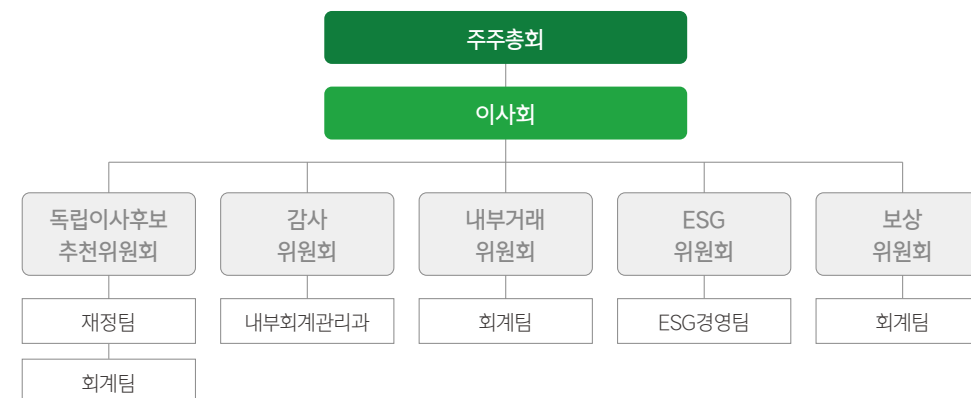 주주총회
이사회
독립이사후보
추천위원회
감사
위원회
내부거래
위원회
ESG
위원회
보상
위원회
재정팀
내부회계관리과
회계팀
ESG경영팀
회계팀
회계팀